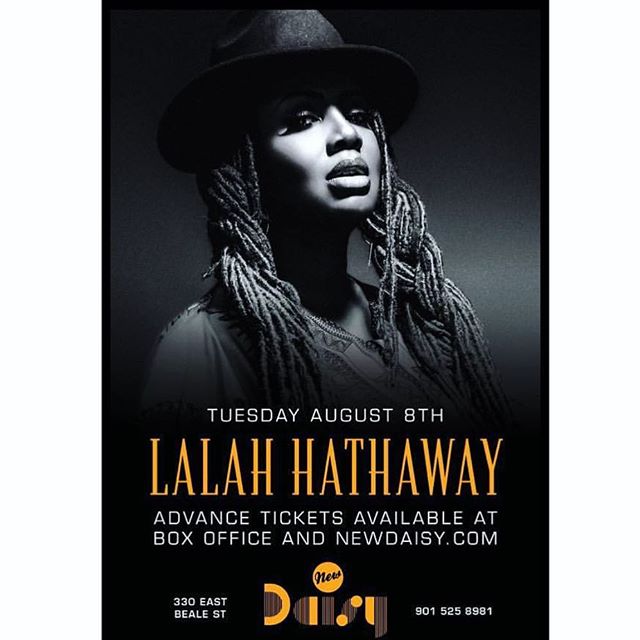 TUESDAY AUGUST 8TH
LALAH HATHAWAY
ADVANCE TICKETS AVAILABLE AT
BOX OFFICE AND NEWDAISY.COM
New
Daisy
330 EAST
BEALE ST
901 525 8981